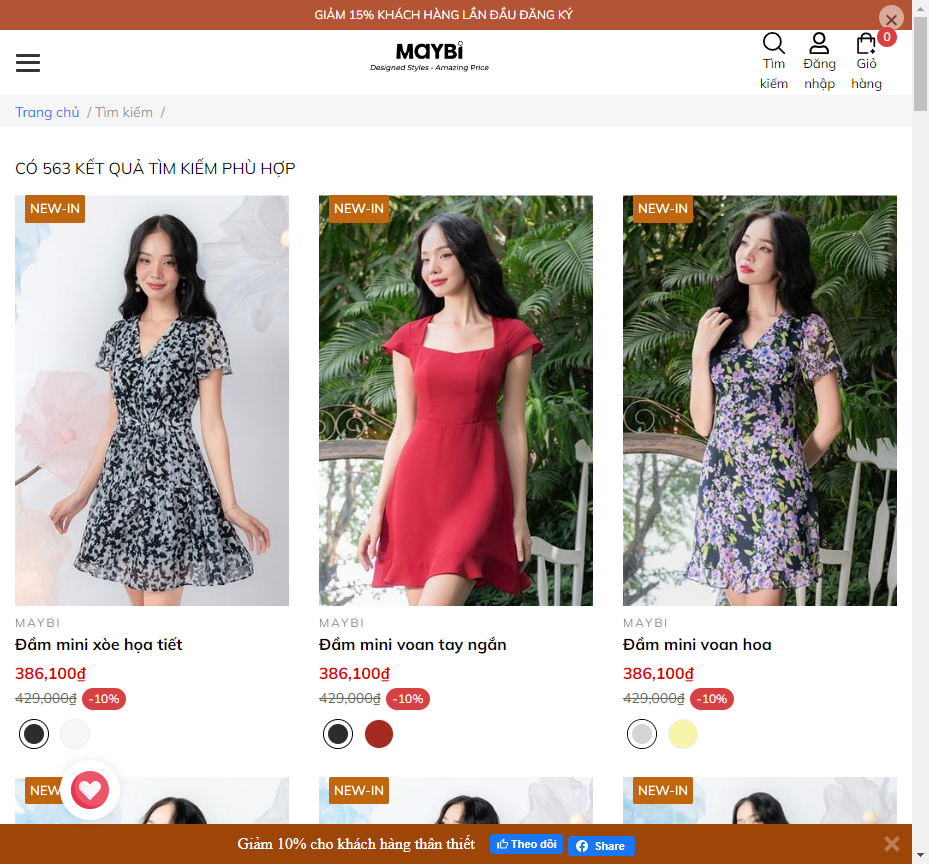 GIẢM 15% KHÁCH HÀNG LẦN ĐẦU ĐĂNG KÝ
MAYBi
Designed Styles - Amazing Price
Tìm kiếm
Đăng nhập
Giỏ hàng
0
Trang chủ / Tìm kiếm /
CÓ 563 KẾT QUẢ TÌM KIẾM PHÙ HỢP
NEW-IN
NEW-IN
NEW-IN
MAYBI
Đầm mini xòe họa tiết
386,100₫
429,000₫ -10%
MAYBI
Đầm mini voan tay ngắn
386,100₫
429,000₫ -10%
MAYBI
Đầm mini voan hoa
386,100₫
429,000₫ -10%
NEW
NEW-IN
NEW-IN
Giảm 10% cho khách hàng thân thiết
Theo dõi
Share